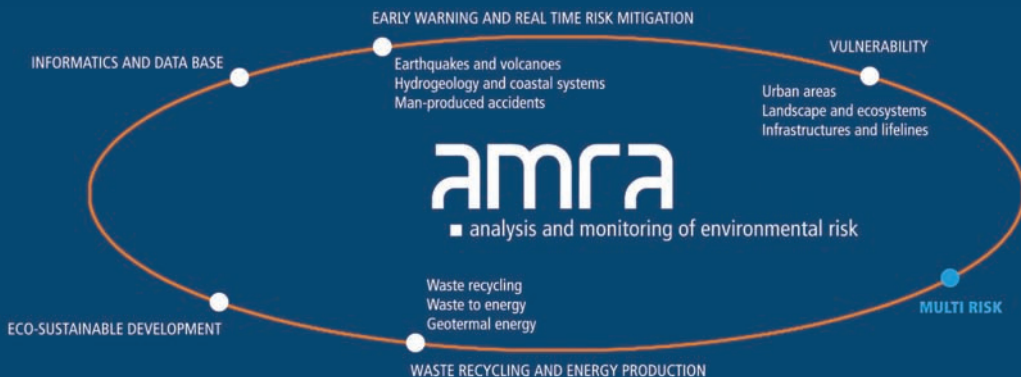 EARLY WARNING AND REAL TIME RISK MITIGATION
Earthquakes and volcanoes
Hydrogeology and coastal systems
Man-produced accidents
VULNERABILITY
Urban areas
Landscape and ecosystems
Infrastructures and lifelines
INFORMATICS AND DATA BASE
amra
analysis and monitoring of environmental risk
MULTI RISK
Waste recycling
Waste to energy
Geotermal energy
WASTE RECYCLING AND ENERGY PRODUCTION
ECO-SUSTAINABLE DEVELOPMENT